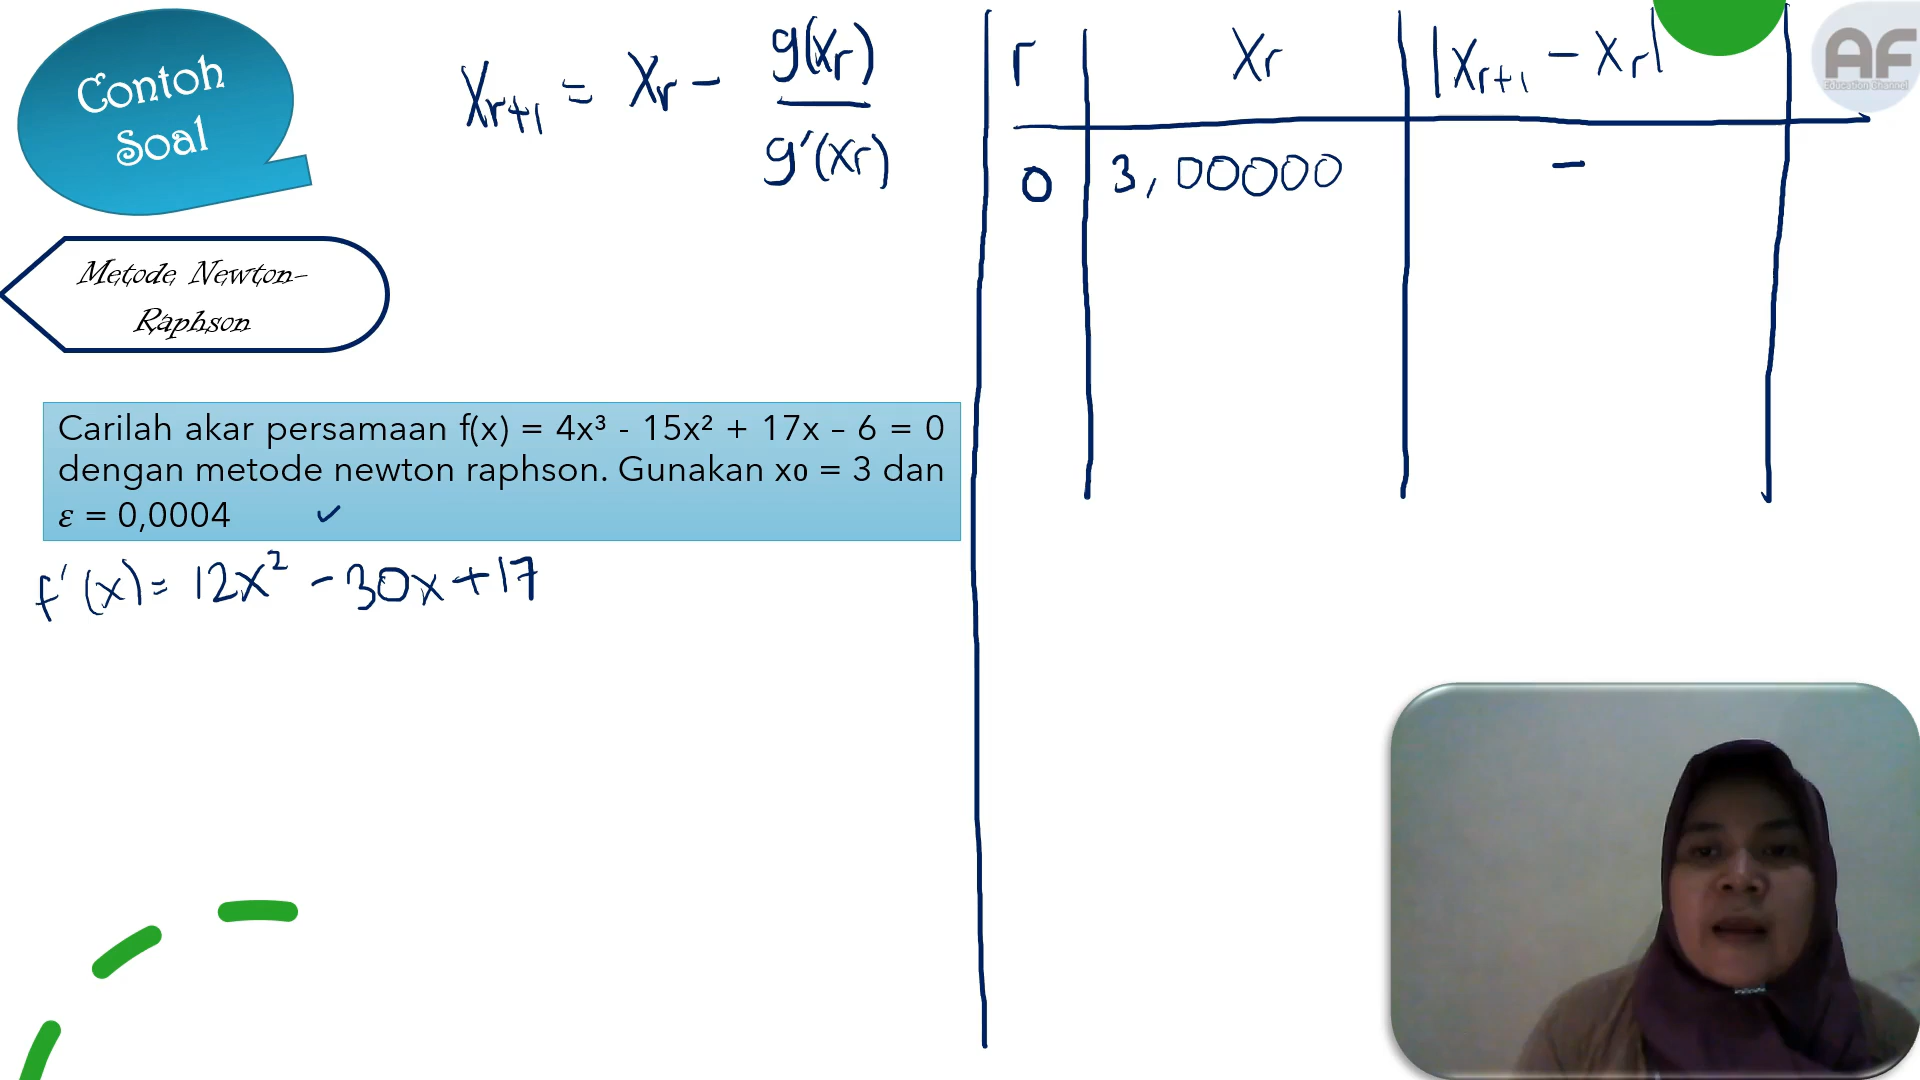 Contoh
Soal
Metode Newton-
Raphson
Xr+1 = Xr - g(xr)
g'(xr)
r Xr |Xr+1 - Xr|
0 3,00000 -
AF
Education Channel
Carilah akar persamaan f(x) = 4x³ - 15x² + 17x – 6 = 0
dengan metode newton raphson. Gunakan x₀ = 3 dan
ε = 0,0004 ✓
f'(x) = 12x² - 30x + 17